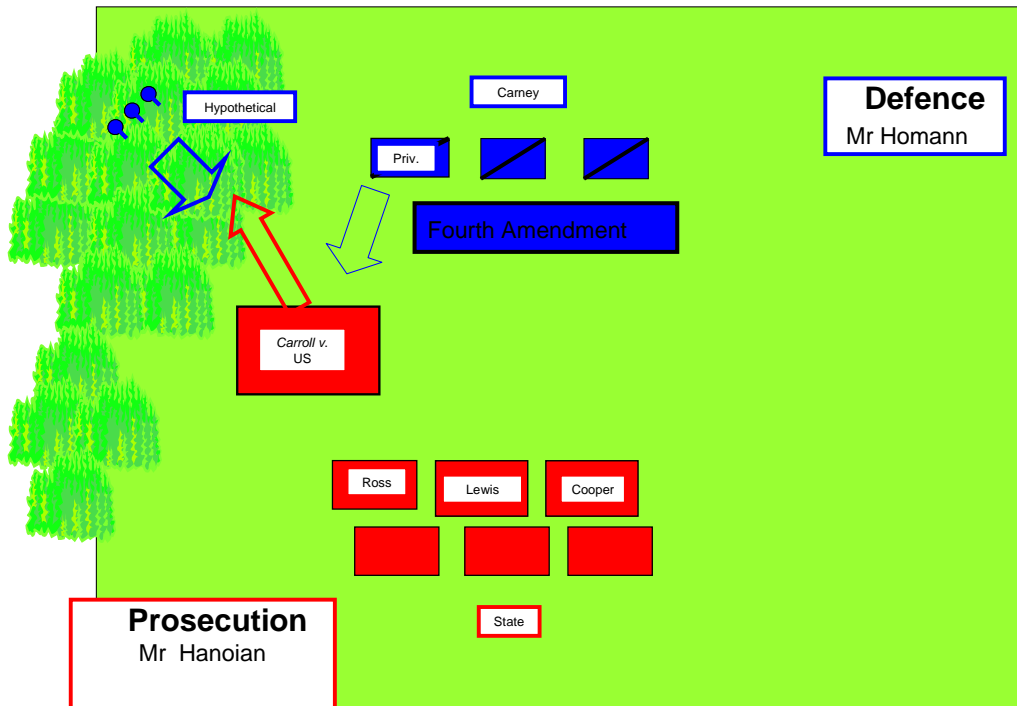 Hypothetical
Carney
Defence
Mr Homann
Priv.
Fourth Amendment
Carroll v.
US
Ross
Lewis
Cooper
Prosecution
Mr Hanoian
State